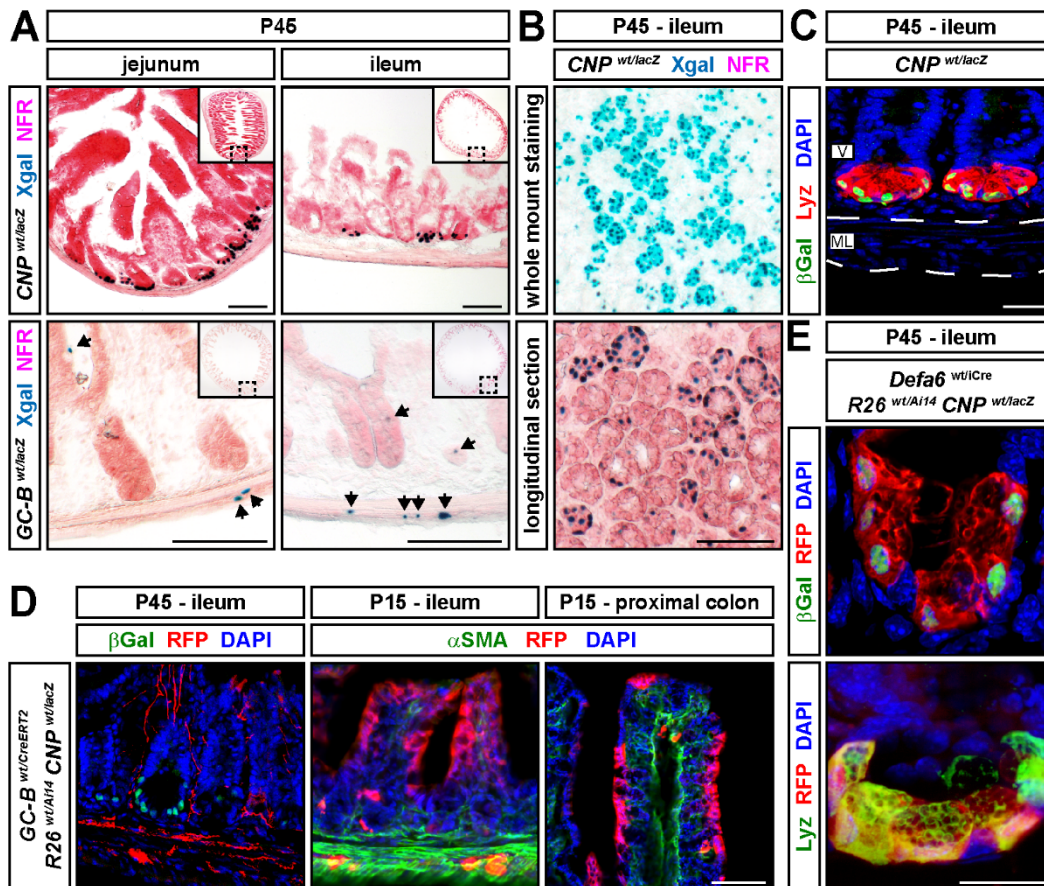 A
P45
jejunum
ileum
CNP wt/lacZ Xgal NFR
GC-B wt/lacZ Xgal NFR
B
P45 - ileum
CNP wt/lacZ Xgal NFR
whole mount staining
longitudinal section
C
P45 - ileum
CNP wt/lacZ
βGal Lyz DAPI
V
ML
D
P45 - ileum
P15 - ileum
P15 - proximal colon
βGal RFP DAPI
αSMA RFP DAPI
GC-B wt/CreERT2
R26 wt/Ai14 CNP wt/lacZ
E
P45 - ileum
Defa6 wt/iCre
R26 wt/Ai14 CNP wt/lacZ
βGal RFP DAPI
Lyz RFP DAPI